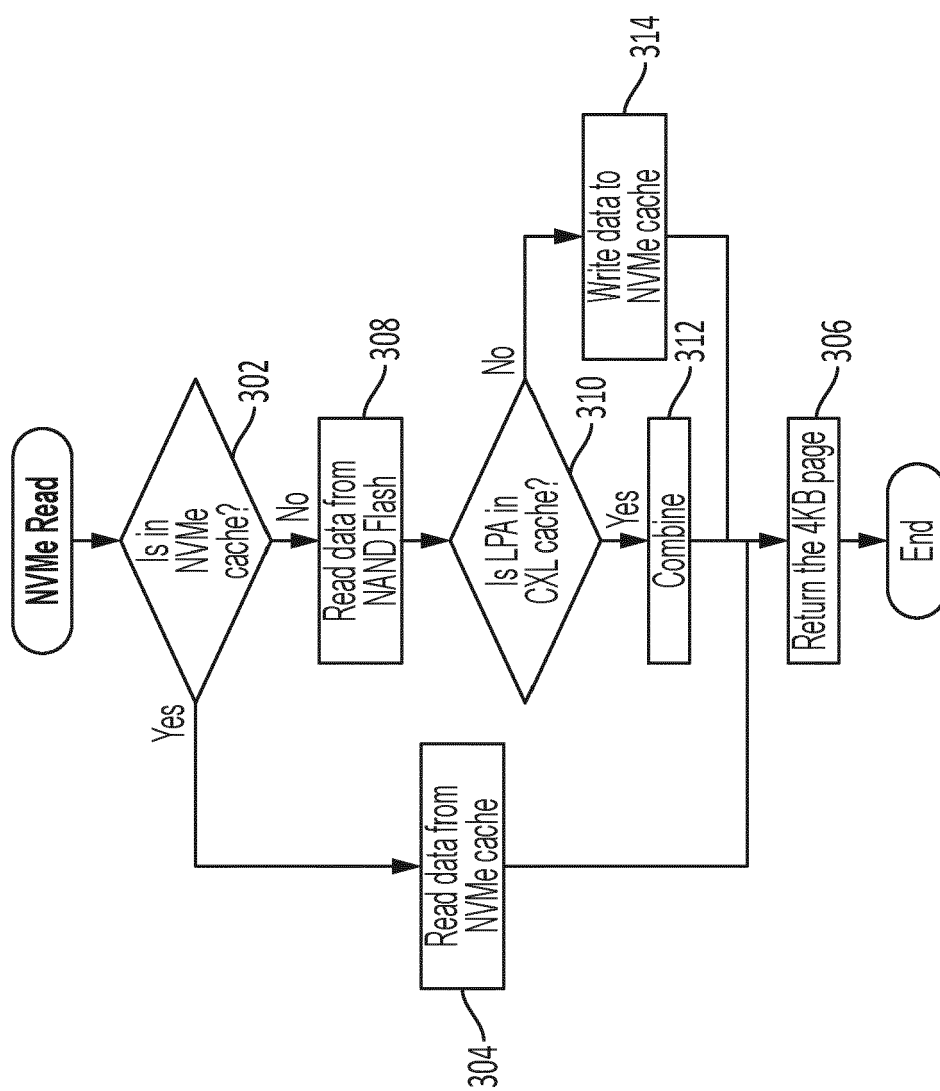 NVMe Read
Is in
NVMe
cache?
302
Yes
No
Read data from
NVMe cache
304
Read data from
NAND Flash
308
Is LPA in
CXL cache?
310
No
Yes
Write data to
NVMe cache
314
Combine
312
Return the 4KB page
306
End